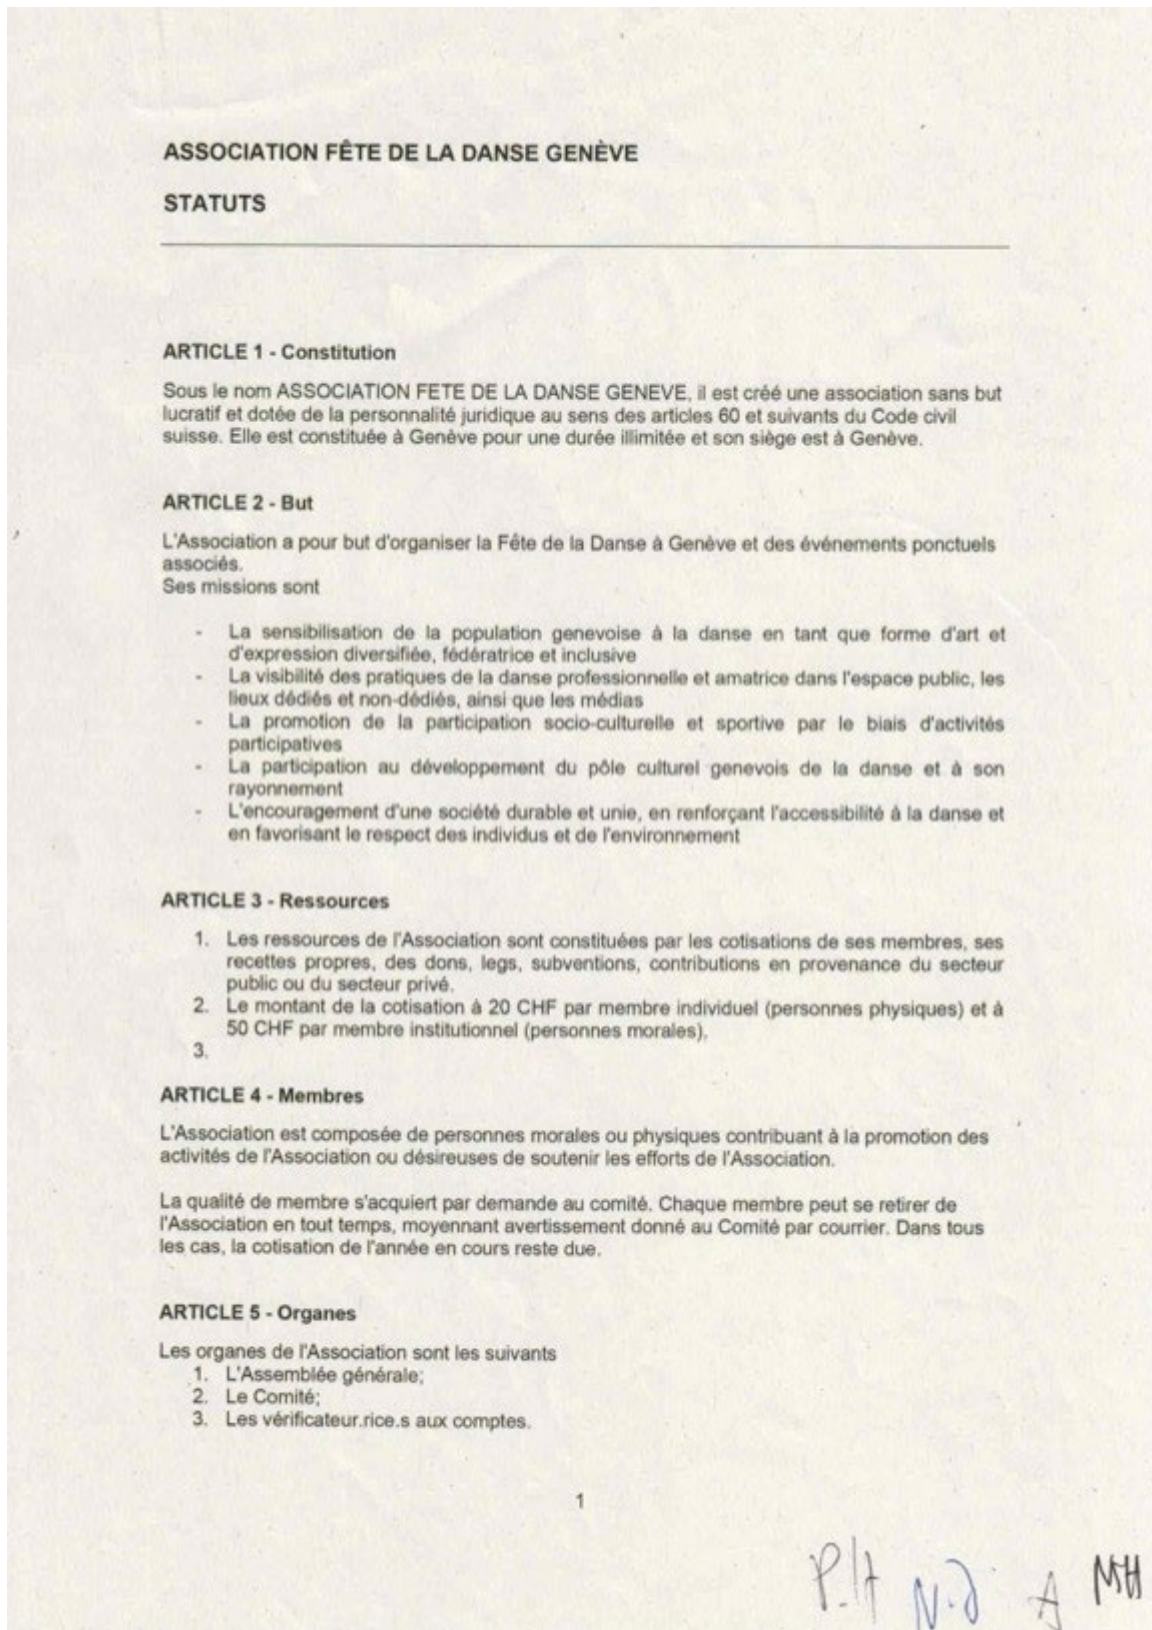 ASSOCIATION FÊTE DE LA DANSE GENÈVE
STATUTS
ARTICLE 1 - Constitution
Sous le nom ASSOCIATION FETE DE LA DANSE GENEVE, il est créé une association sans but
lucratif et dotée de la personnalité juridique au sens des articles 60 et suivants du Code civil
suisse. Elle est constituée à Genève pour une durée illimitée et son siège est à Genève.
ARTICLE 2 - But
L'Association a pour but d'organiser la Fête de la Danse à Genève et des événements ponctuels
associés.
Ses missions sont
- La sensibilisation de la population genevoise à la danse en tant que forme d'art et
d'expression diversifiée, fédératrice et inclusive
- La visibilité des pratiques de la danse professionnelle et amatrice dans l'espace public, les
lieux dédiés et non-dédiés, ainsi que les médias
- La promotion de la participation socio-culturelle et sportive par le biais d'activités
participatives
- La participation au développement du pôle culturel genevois de la danse et à son
rayonnement
- L'encouragement d'une société durable et unie, en renforçant l'accessibilité à la danse et
en favorisant le respect des individus et de l'environnement
ARTICLE 3 - Ressources
1. Les ressources de l'Association sont constituées par les cotisations de ses membres, ses
recettes propres, des dons, legs, subventions, contributions en provenance du secteur
public ou du secteur privé.
2. Le montant de la cotisation à 20 CHF par membre individuel (personnes physiques) et à
50 CHF par membre institutionnel (personnes morales).
3.
ARTICLE 4 - Membres
L'Association est composée de personnes morales ou physiques contribuant à la promotion des
activités de l'Association ou désireuses de soutenir les efforts de l'Association.
La qualité de membre s'acquiert par demande au comité. Chaque membre peut se retirer de
l'Association en tout temps, moyennant avertissement donné au Comité par courrier. Dans tous
les cas, la cotisation de l'année en cours reste due.
ARTICLE 5 - Organes
Les organes de l'Association sont les suivants
1. L'Assemblée générale;
2. Le Comité;
3. Les vérificateur.rice.s aux comptes.
1
N.D A MH